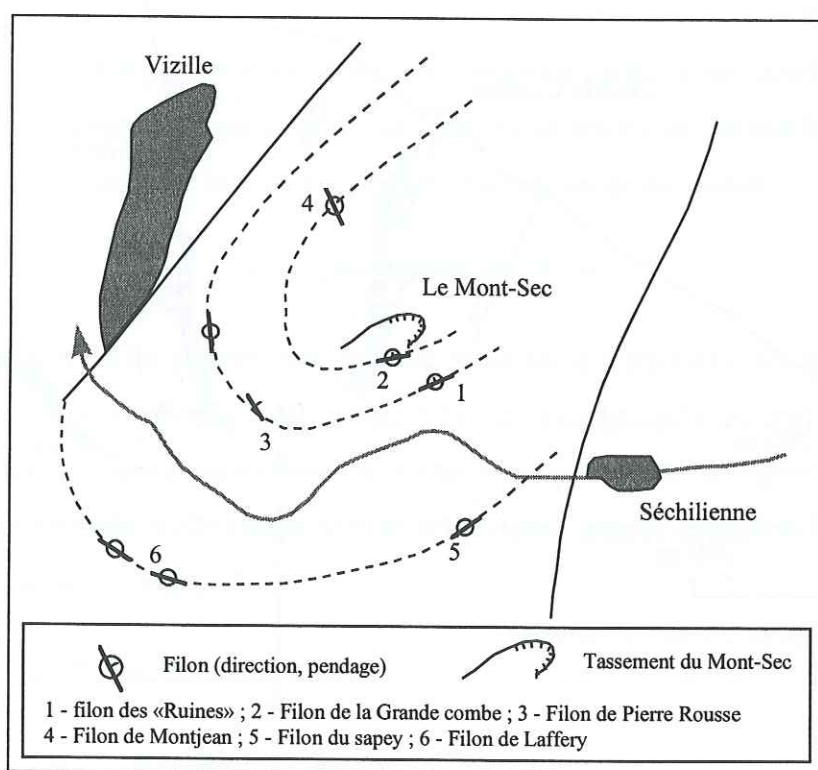 Vizille
4
Le Mont-Sec
2
1
3
Séchilienne
5
6
Filon (direction, pendage)
Tassement du Mont-Sec
1 - filon des «Ruines» ; 2 - Filon de la Grande combe ; 3 - Filon de Pierre Rousse
4 - Filon de Montjean ; 5 - Filon du sapey ; 6 - Filon de Laffery